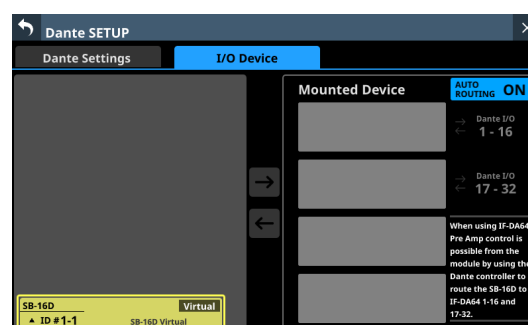 Dante SETUP
Dante Settings
I/O Device
Mounted Device
AUTO ROUTING ON
Dante I/O
1 - 16
Dante I/O
17 - 32
When using IF-DA64
Pre Amp control is
possible from the
module by using the
Dante controller to
route the SB-16D to
IF-DA64 1-16 and
17-32.
SB-16D
Virtual
ID # 1-1
SB-16D Virtual